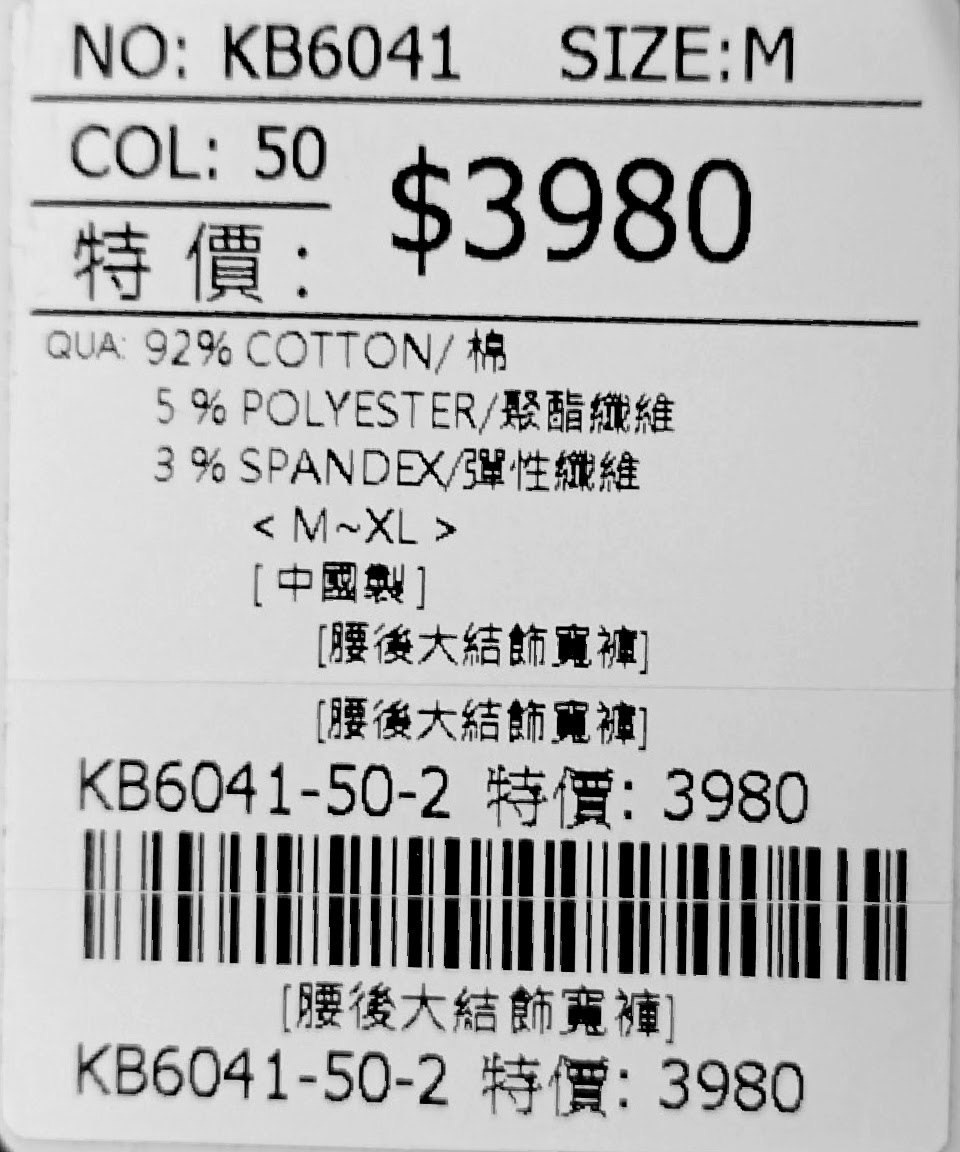 NO: KB6041 SIZE:M
COL: 50
$3980
特價:
QUA: 92% COTTON/棉
5 % POLYESTER/聚酯纖維
3 % SPANDEX/彈性纖維
< M~XL >
[中國製]
[腰後大結飾寬褲]
[腰後大結飾寬褲]
KB6041-50-2 特價: 3980
[腰後大結飾寬褲]
KB6041-50-2 特價: 3980